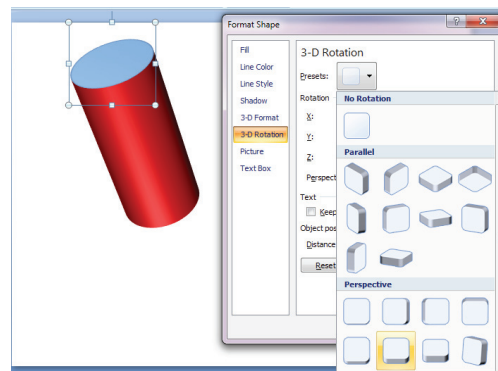 Format Shape
? X
Fill
Line Color
Line Style
Shadow
3-D Format
3-D Rotation
Picture
Text Box
3-D Rotation
Presets:
Rotation
X:
Y:
Z:
Perspect
Text
Keep
Object pos
Distance
Reset
No Rotation
Parallel
Perspective